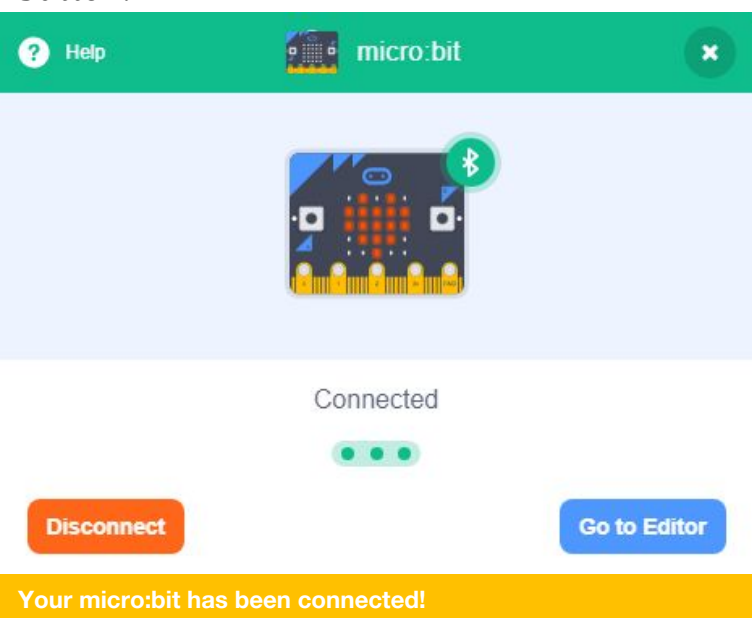 Help
micro:bit
Connected
Disconnect
Go to Editor
Your micro:bit has been connected!